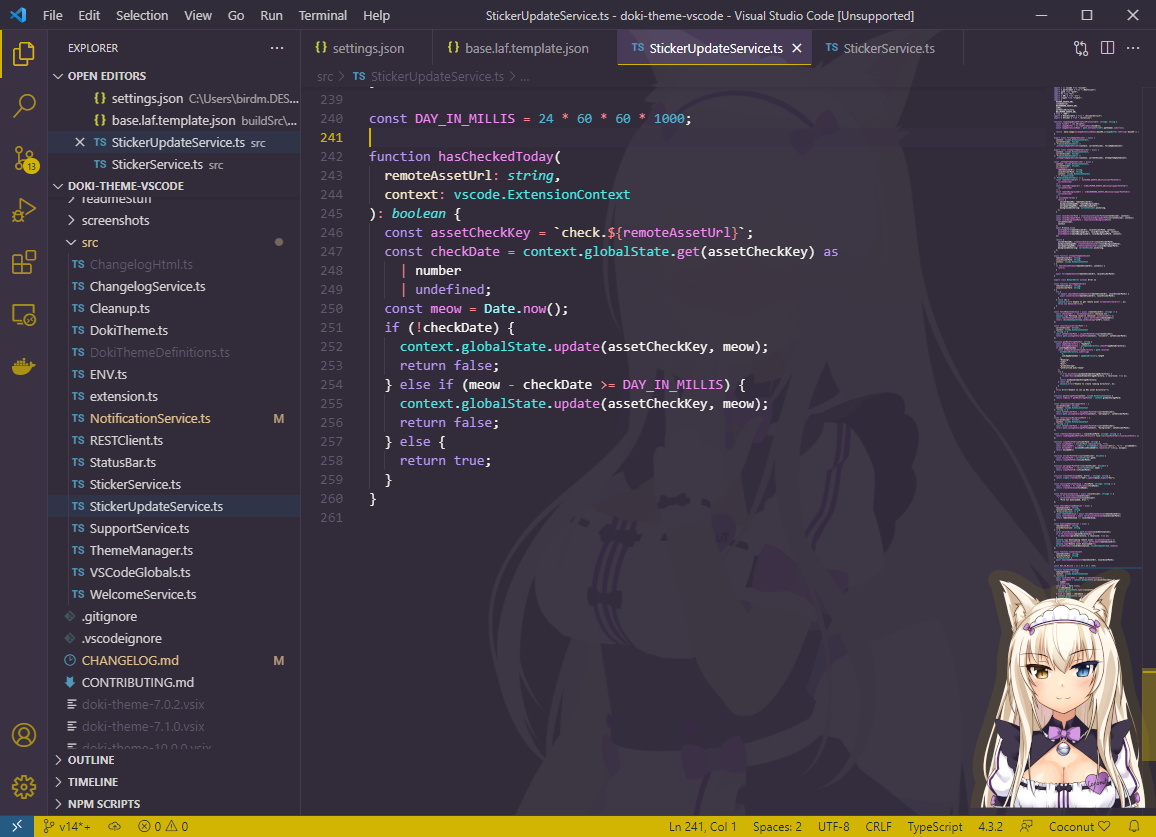 File Edit Selection View Go Run Terminal Help StickerUpdateService.ts - doki-theme-vscode - Visual Studio Code [Unsupported]
EXPLORER
OPEN EDITORS
{} settings.json C:\Users\birdm.DES...
{} base.laf.template.json buildSrc\...
TS StickerUpdateService.ts src
TS StickerService.ts src
DOKI-THEME-VSCODE
readmeStuff
screenshots
src
TS ChangelogHtml.ts
TS ChangelogService.ts
TS Cleanup.ts
TS DokiTheme.ts
TS DokiThemeDefinitions.ts
TS ENV.ts
TS extension.ts
TS NotificationService.ts M
TS RESTClient.ts
TS StatusBar.ts
TS StickerService.ts
TS StickerUpdateService.ts
TS SupportService.ts
TS ThemeManager.ts
TS VSCodeGlobals.ts
TS WelcomeService.ts
.gitignore
.vscodeignore
CHANGELOG.md M
CONTRIBUTING.md
doki-theme-7.0.2.vsix
doki-theme-7.1.0.vsix
doki-theme-10.0.0.vsix
OUTLINE
TIMELINE
NPM SCRIPTS
13
{} settings.json {} base.laf.template.json TS StickerUpdateService.ts TS StickerService.ts
src > TS StickerUpdateService.ts > ...
239
240 const DAY_IN_MILLIS = 24 * 60 * 60 * 1000;
241
242 function hasCheckedToday(
243 remoteAssetUrl: string,
244 context: vscode.ExtensionContext
245 ): boolean {
246 const assetCheckKey = `check.${remoteAssetUrl}`;
247 const checkDate = context.globalState.get(assetCheckKey) as
248 | number
249 | undefined;
250 const meow = Date.now();
251 if (!checkDate) {
252 context.globalState.update(assetCheckKey, meow);
253 return false;
254 } else if (meow - checkDate >= DAY_IN_MILLIS) {
255 context.globalState.update(assetCheckKey, meow);
256 return false;
257 } else {
258 return true;
259 }
260 }
261
v14*+ 0 0 Ln 241, Col 1 Spaces: 2 UTF-8 CRLF TypeScript 4.3.2 Coconut